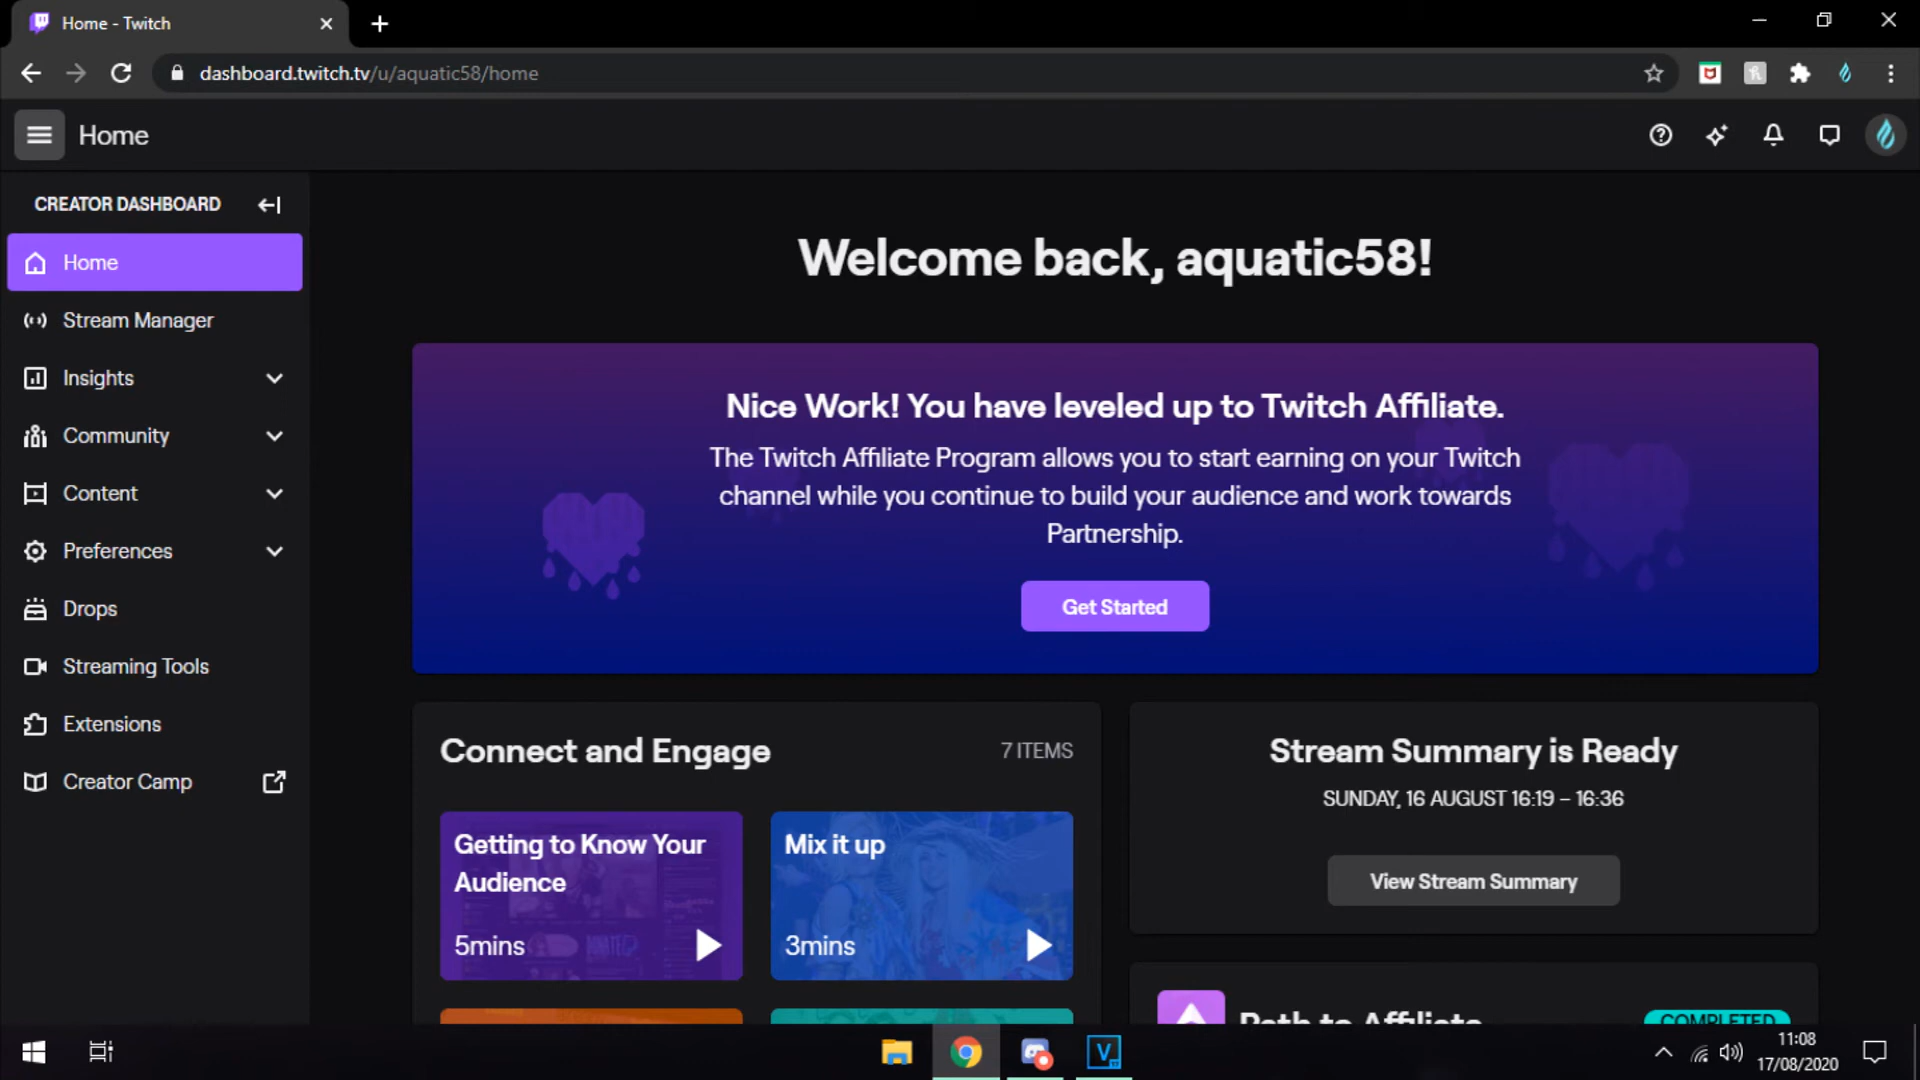 Home - Twitch
dashboard.twitch.tv/u/aquatic58/home
Home
CREATOR DASHBOARD
Home
Stream Manager
Insights
Community
Content
Preferences
Drops
Streaming Tools
Extensions
Creator Camp
Welcome back, aquatic58!
Nice Work! You have leveled up to Twitch Affiliate.
The Twitch Affiliate Program allows you to start earning on your Twitch
channel while you continue to build your audience and work towards
Partnership.
Get Started
Connect and Engage
7 ITEMS
Getting to Know Your
Audience
5mins
Mix it up
3mins
Stream Summary is Ready
SUNDAY, 16 AUGUST 16:19 – 16:36
View Stream Summary
Path to Affiliate
COMPLETED
11:08
17/08/2020